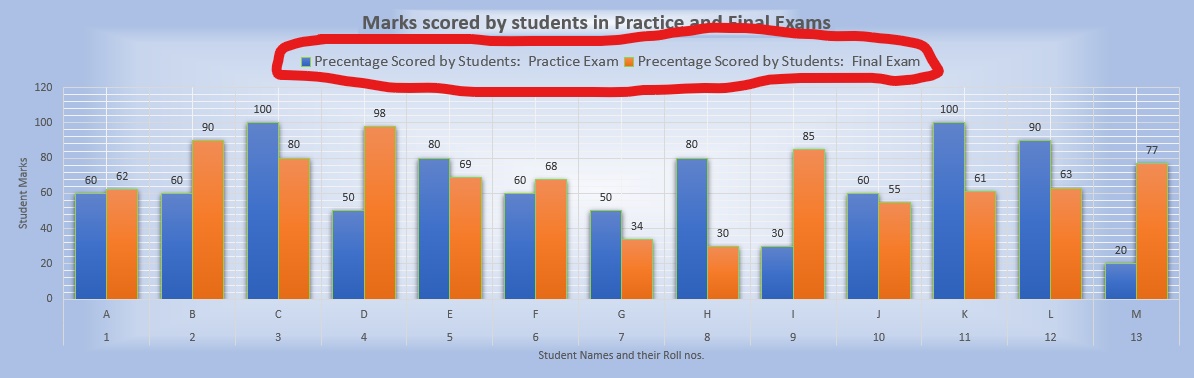 Marks scored by students in Practice and Final Exams
Precentage Scored by Students: Practice Exam Precentage Scored by Students: Final Exam
120
100
80
60
40
20
0
Student Marks
60 62 60 90 100 80 50 98 80 69 60 68 50 34 80 30 30 85 60 55 100 61 90 63 20 77
A B C D E F G H I J K L M
1 2 3 4 5 6 7 8 9 10 11 12 13
Student Names and their Roll nos.